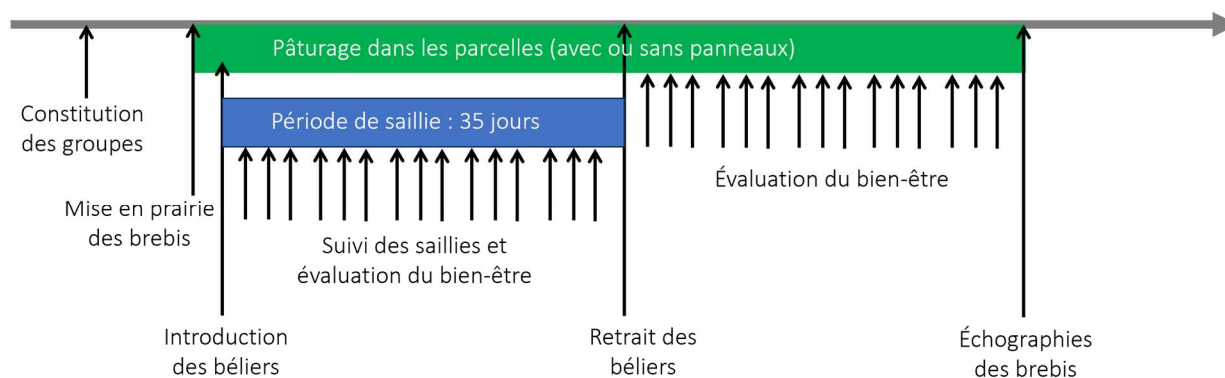 Pâturage dans les parcelles (avec ou sans panneaux)
Constitution
des groupes
Période de saillie : 35 jours
Évaluation du bien-être
Mise en prairie
des brebis
Suivi des saillies et
évaluation du bien-être
Introduction
des béliers
Retrait des
béliers
Échographies
des brebis